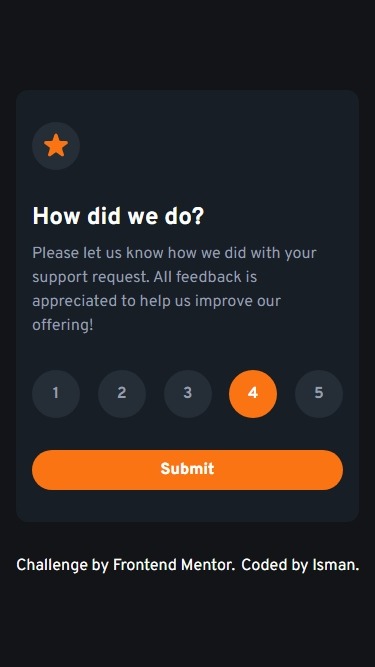 How did we do?
Please let us know how we did with your
support request. All feedback is
appreciated to help us improve our
offering!
1 2 3 4 5
Submit
Challenge by Frontend Mentor. Coded by Isman.